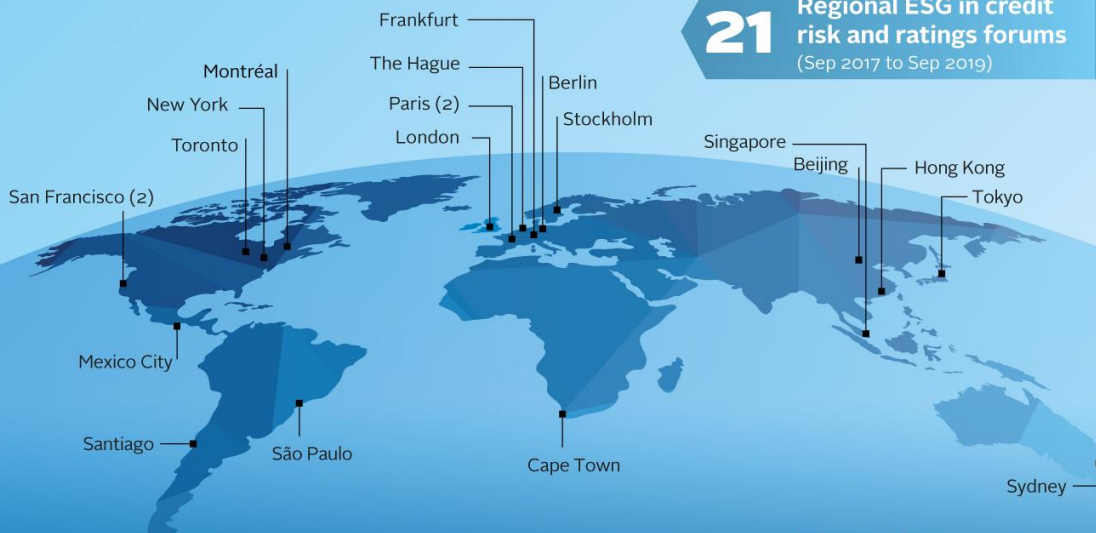 21
Regional ESG in credit
risk and ratings forums
(Sep 2017 to Sep 2019)
Frankfurt
The Hague
Montréal
Berlin
New York
Paris (2)
Stockholm
London
Toronto
Singapore
Beijing
Hong Kong
San Francisco (2)
Tokyo
Mexico City
Santiago
São Paulo
Cape Town
Sydney